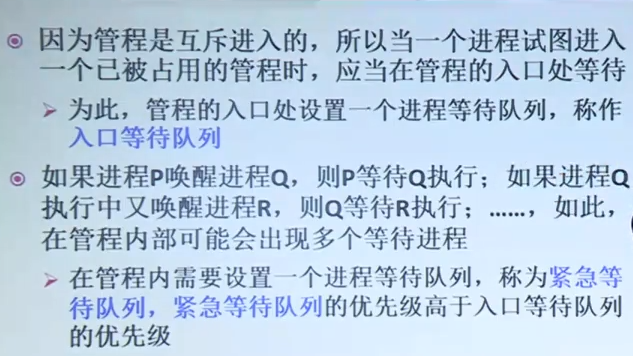 因为管程是互斥进入的，所以当一个进程试图进入
一个已被占用的管程时，应当在管程的入口处等待
为此，管程的入口处设置一个进程等待队列，称作
入口等待队列
如果进程P唤醒进程Q，则P等待Q执行；如果进程Q
执行中又唤醒进程R，则Q等待R执行；……，如此，
在管程内部可能会出现多个等待进程
在管程内需要设置一个进程等待队列，称为紧急等
待队列，紧急等待队列的优先级高于入口等待队列
的优先级